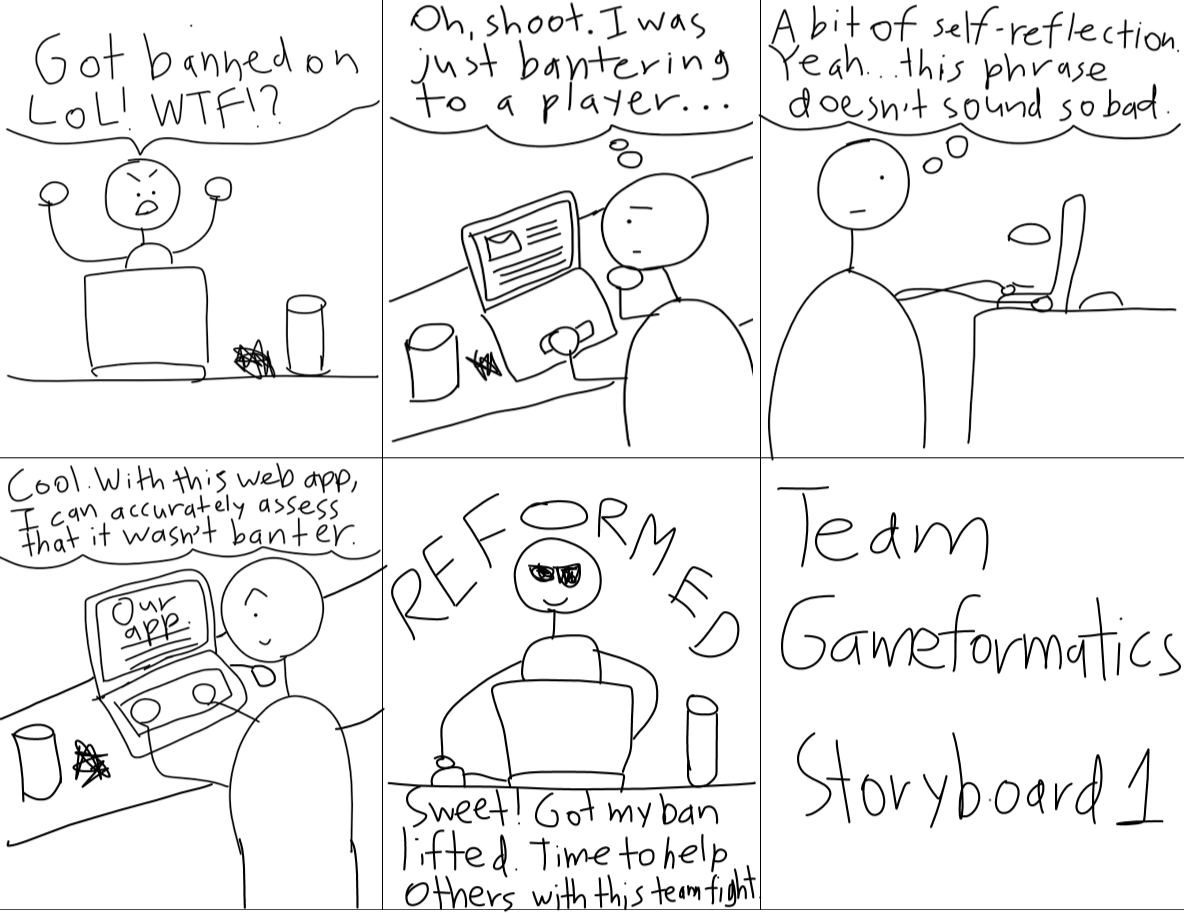 Got banned on
LoL! WTF!?
Oh, shoot. I was
just bantering
to a player...
A bit of self-reflection.
Yeah...this phrase
doesn't sound so bad.
Cool. With this web app,
I can accurately assess
that it wasn't banter.
Our
app.
REFORMED
Sweet! Got my ban
lifted. Time to help
others with this team fight
Team
Gameformatics
Storyboard 1